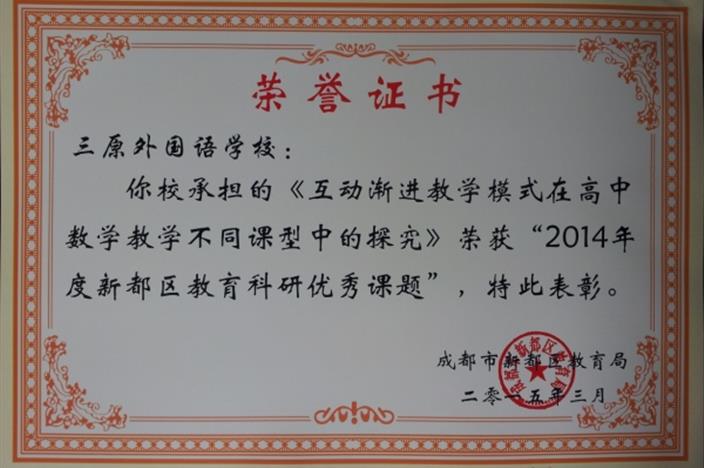 荣誉证书
三原外国语学校：
你校承担的《互动渐进教学模式在高中
数学教学不同课型中的探究》荣获“2014年
度新都区教育科研优秀课题”，特此表彰。
成都市新都区教育局
二零一五年三月